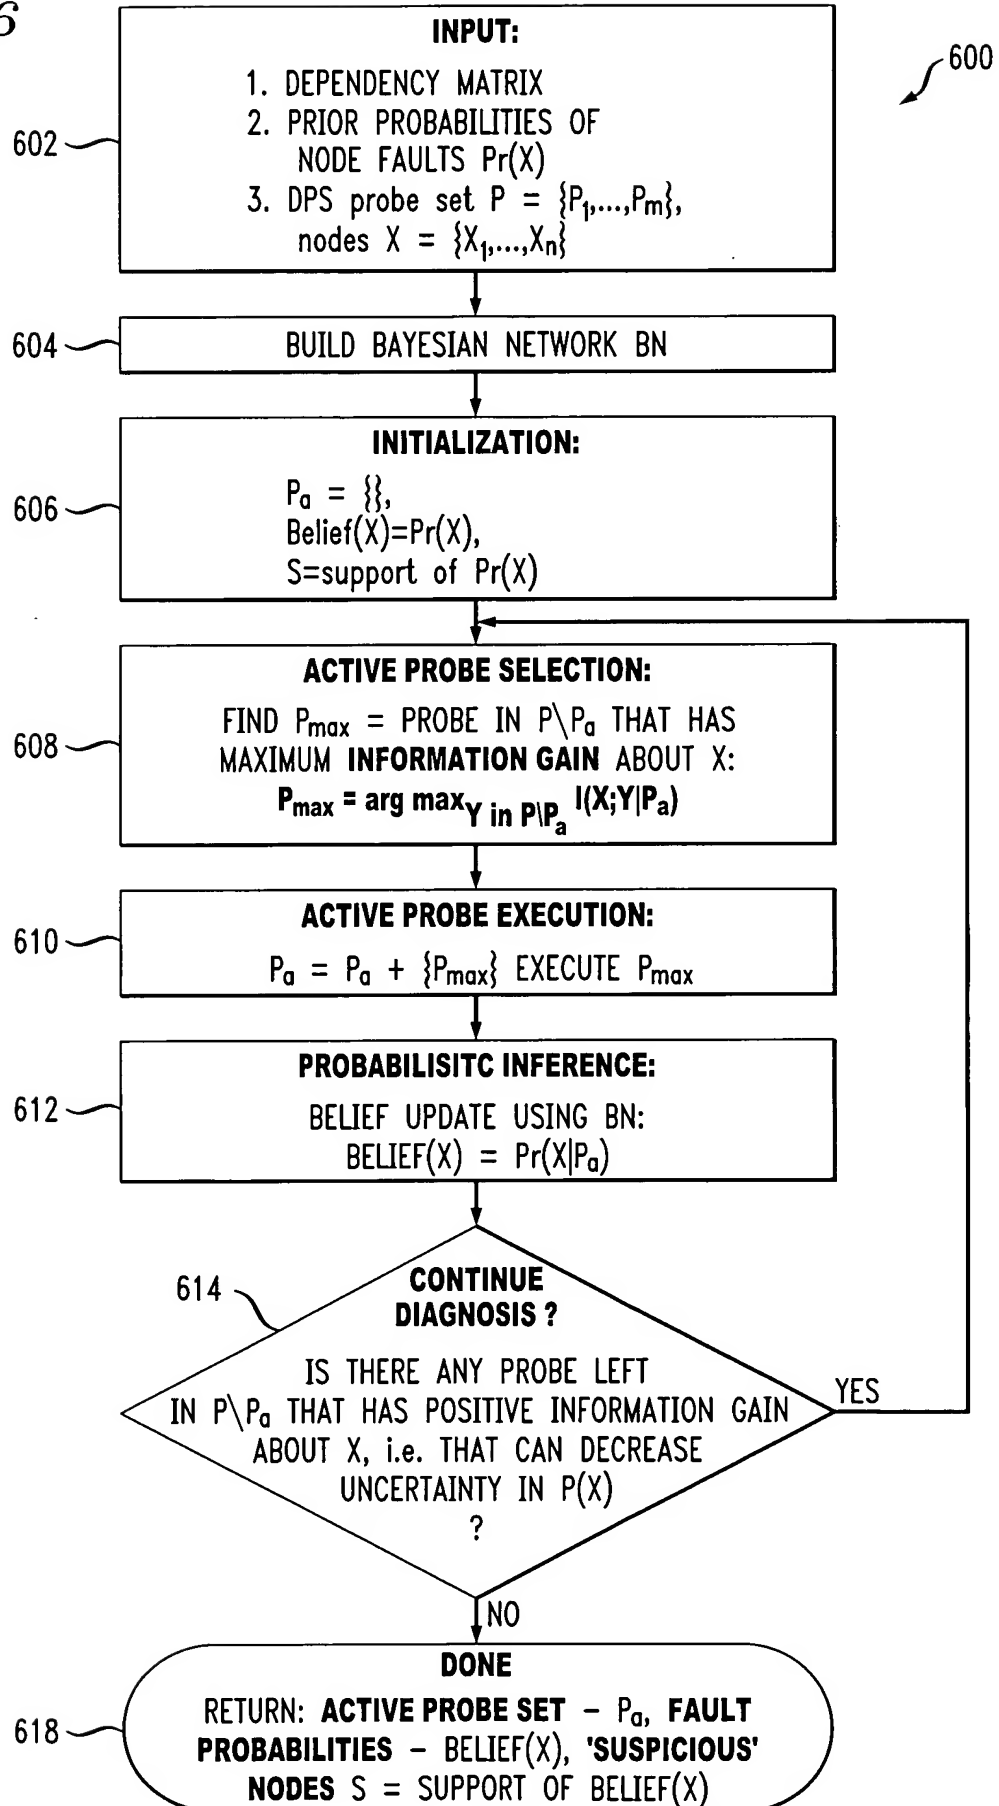 6
600
INPUT:
1. DEPENDENCY MATRIX
2. PRIOR PROBABILITIES OF
NODE FAULTS Pr(X)
3. DPS probe set P = {P1,...,Pm},
nodes X = {X1,...,Xn}
602
604
BUILD BAYESIAN NETWORK BN
INITIALIZATION:
Pa = {},
Belief(X)=Pr(X),
S=support of Pr(X)
606
ACTIVE PROBE SELECTION:
FIND Pmax = PROBE IN P\Pa THAT HAS
MAXIMUM INFORMATION GAIN ABOUT X:
Pmax = arg maxY in P\Pa I(X;Y|Pa)
608
ACTIVE PROBE EXECUTION:
Pa = Pa + {Pmax} EXECUTE Pmax
610
PROBABILISITC INFERENCE:
BELIEF UPDATE USING BN:
BELIEF(X) = Pr(X|Pa)
612
614
CONTINUE
DIAGNOSIS ?
IS THERE ANY PROBE LEFT
IN P\Pa THAT HAS POSITIVE INFORMATION GAIN
ABOUT X, i.e. THAT CAN DECREASE
UNCERTAINTY IN P(X)
?
YES
NO
DONE
RETURN: ACTIVE PROBE SET – Pa, FAULT
PROBABILITIES – BELIEF(X), 'SUSPICIOUS'
NODES S = SUPPORT OF BELIEF(X)
618